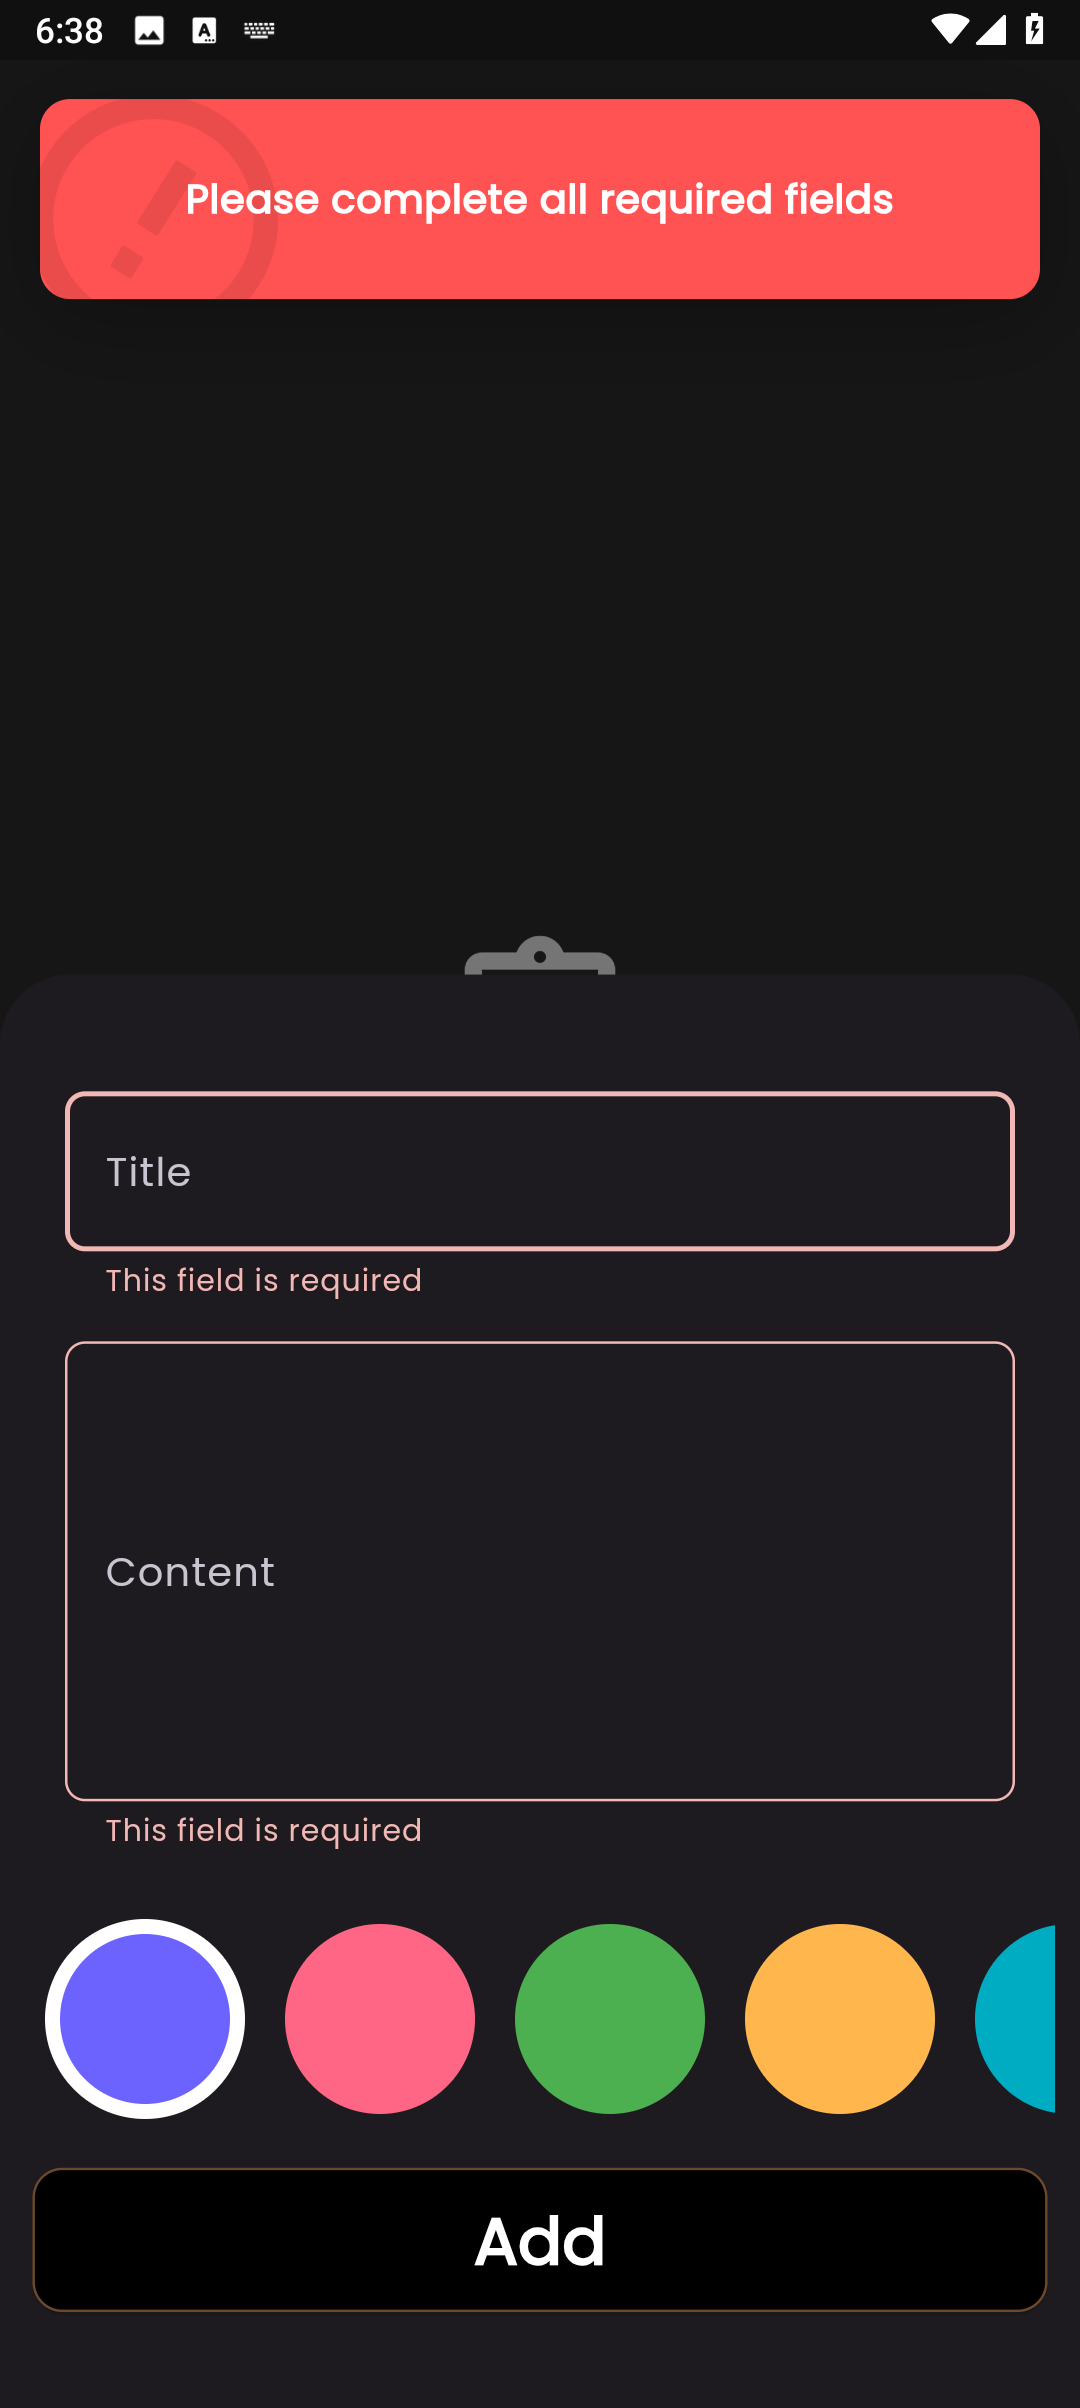 6:38
Please complete all required fields
Title
This field is required
Content
This field is required
Add